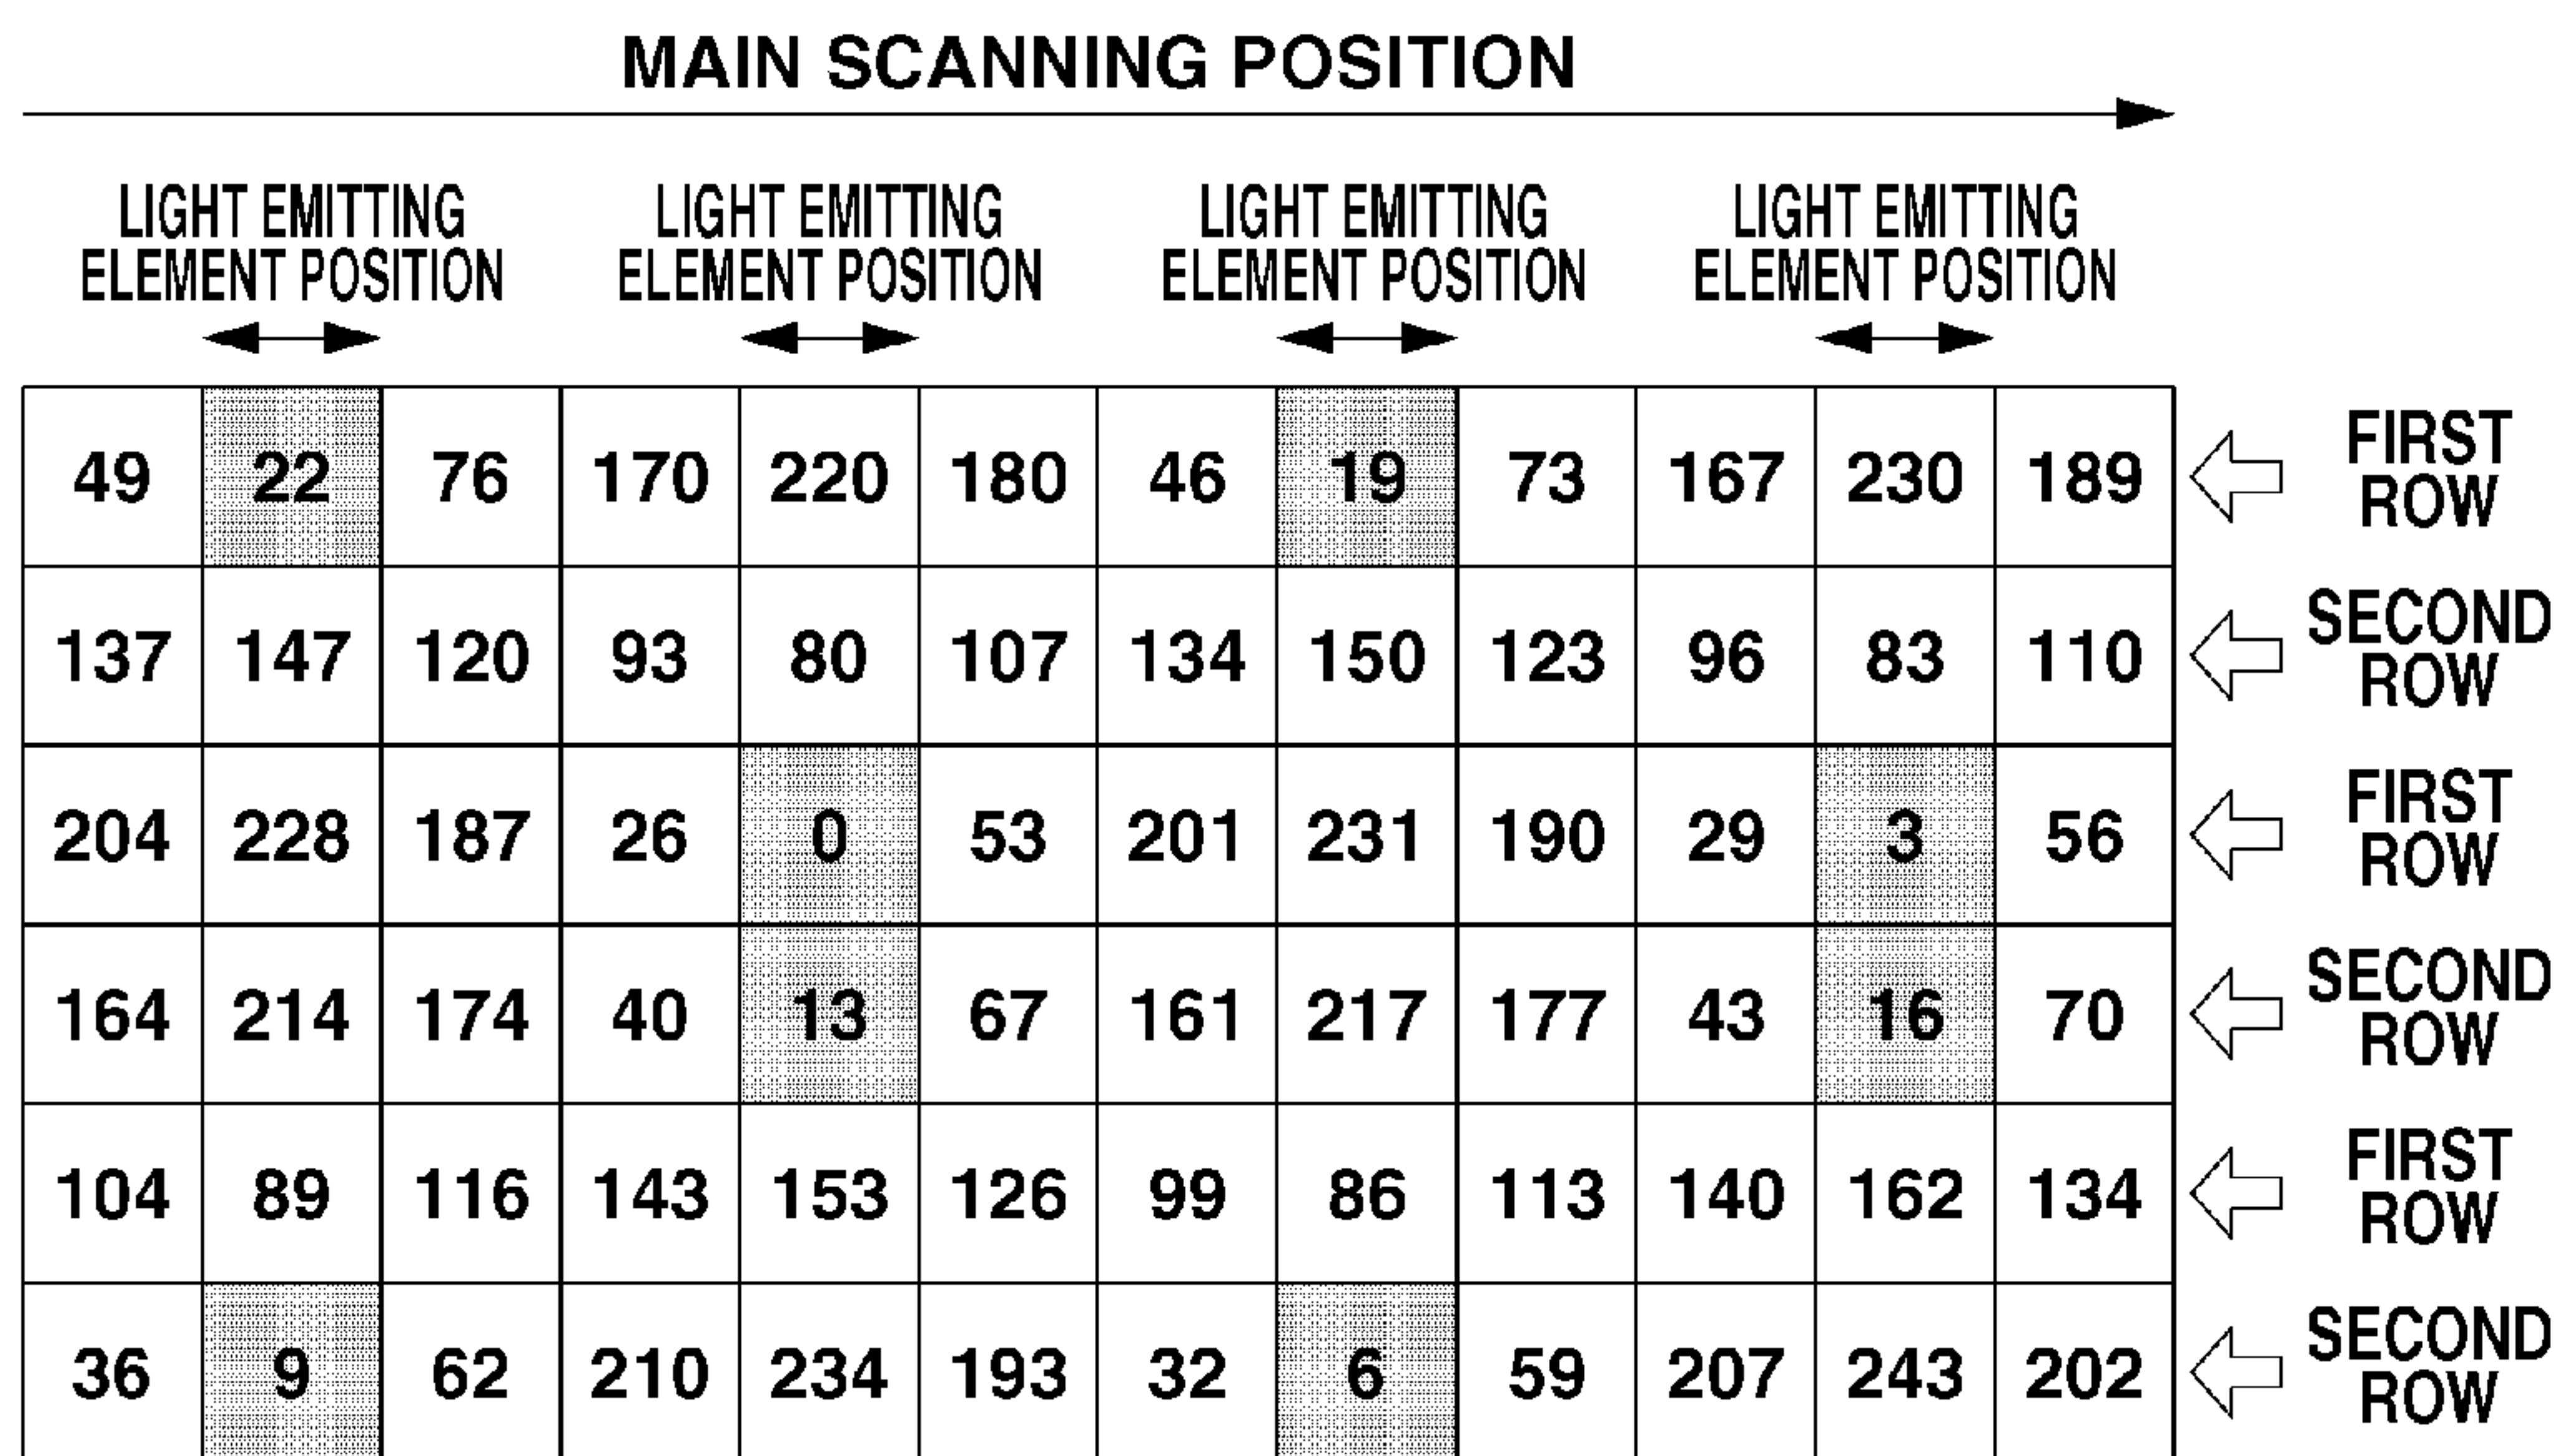 MAIN SCANNING POSITION
LIGHT EMITTING LIGHT EMITTING LIGHT EMITTING LIGHT EMITTING
ELEMENT POSITION ELEMENT POSITION ELEMENT POSITION ELEMENT POSITION
49 22 76 170 220 180 46 19 73 167 230 189 FIRST ROW
137 147 120 93 80 107 134 150 123 96 83 110 SECOND ROW
204 228 187 26 0 53 201 231 190 29 3 56 FIRST ROW
164 214 174 40 13 67 161 217 177 43 16 70 SECOND ROW
104 89 116 143 153 126 99 86 113 140 162 134 FIRST ROW
36 9 62 210 234 193 32 6 59 207 243 202 SECOND ROW